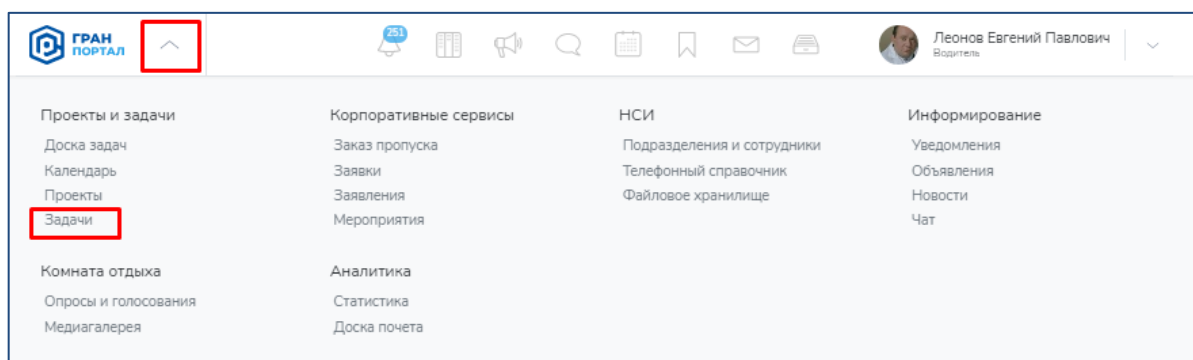 ГРАН
ПОРТАЛ
251
Леонов Евгений Павлович
Водитель
Проекты и задачи
Доска задач
Календарь
Проекты
Задачи
Корпоративные сервисы
Заказ пропуска
Заявки
Заявления
Мероприятия
НСИ
Подразделения и сотрудники
Телефонный справочник
Файловое хранилище
Информирование
Уведомления
Объявления
Новости
Чат
Комната отдыха
Опросы и голосования
Медиагалерея
Аналитика
Статистика
Доска почета